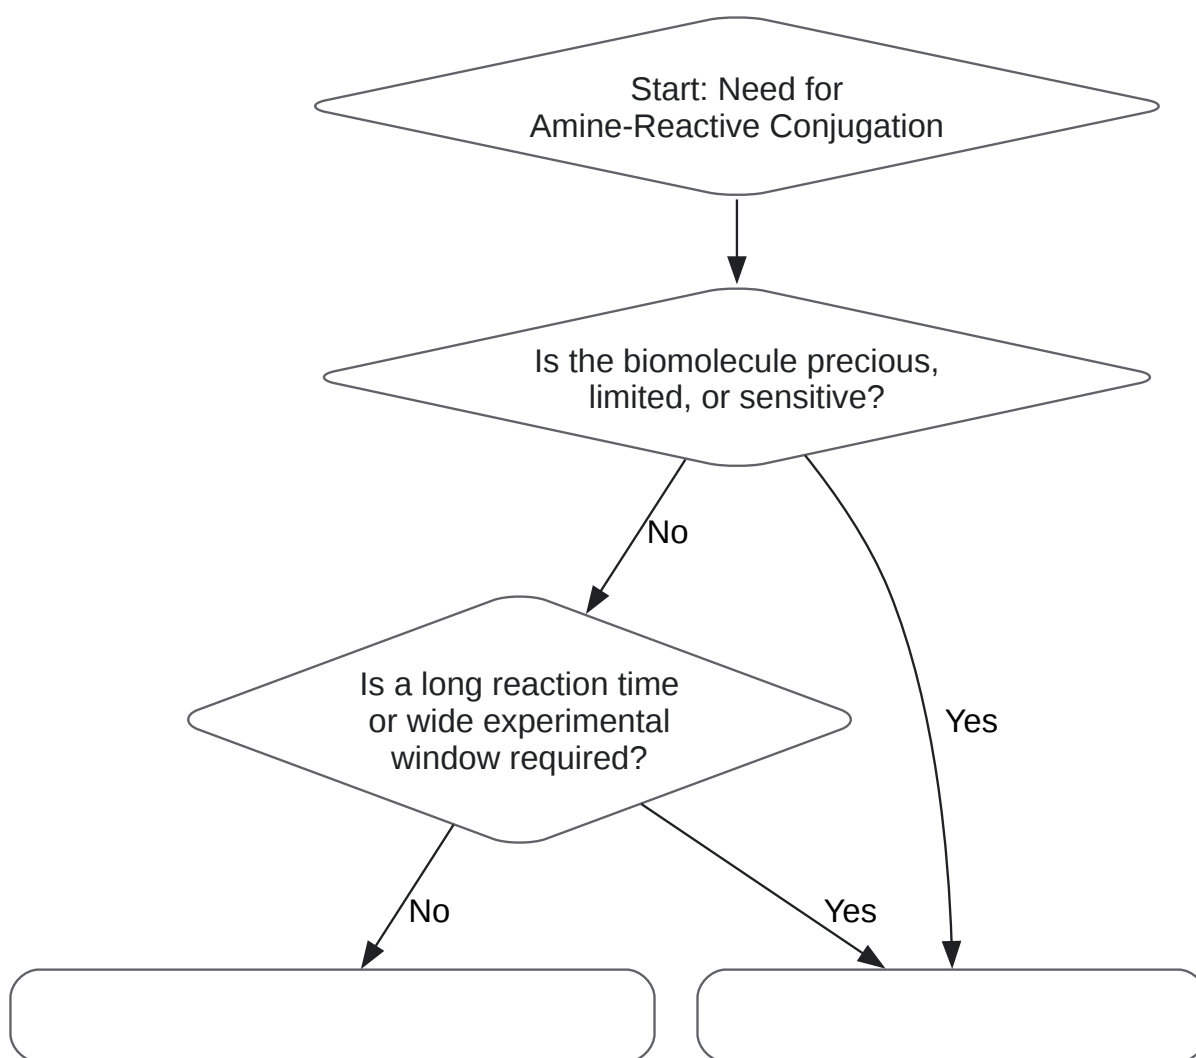 Start: Need for
Amine-Reactive Conjugation
Is the biomolecule precious,
limited, or sensitive?
No
Is a long reaction time
or wide experimental
window required?
Yes
No
Yes